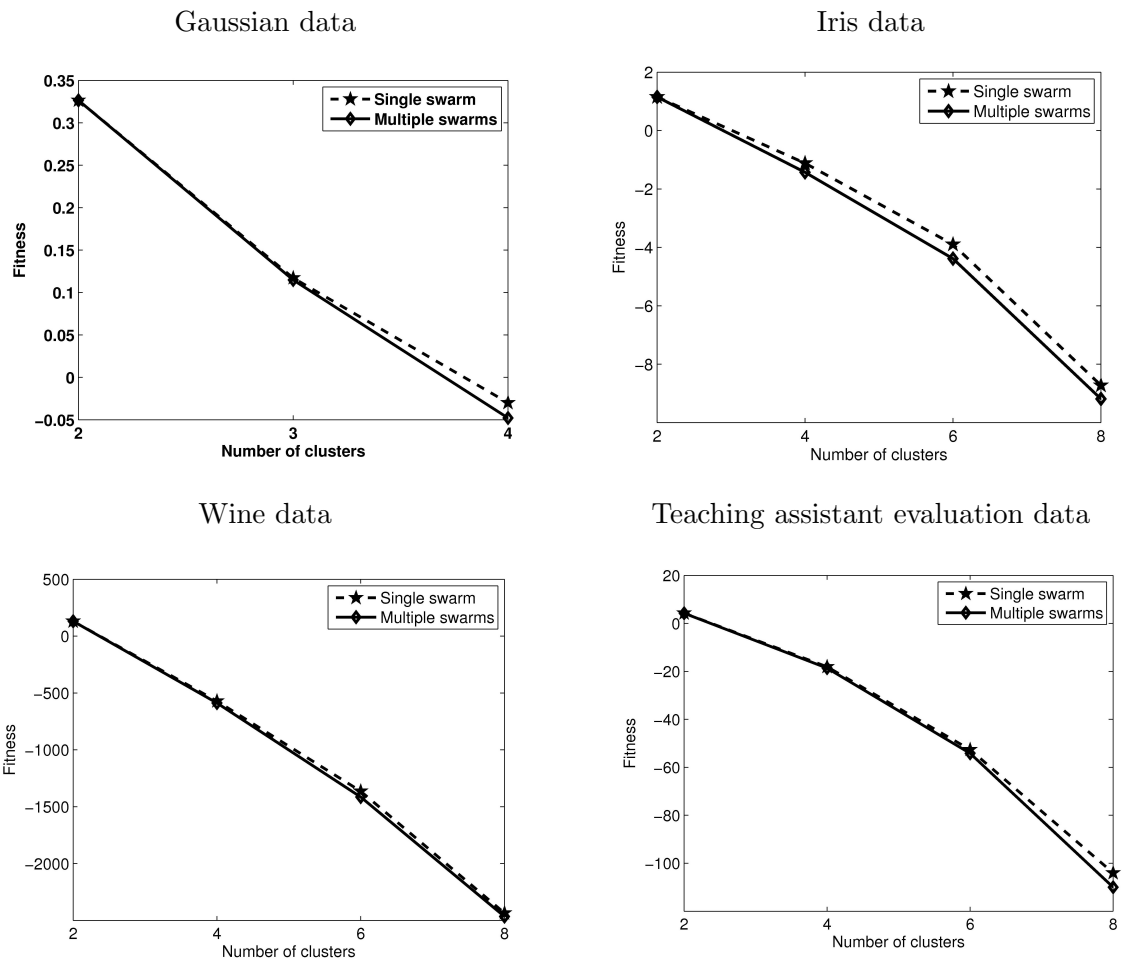 Gaussian data
0.35
0.3
0.25
0.2
0.15
0.1
0.05
0
−0.05
Fitness
2 3 4
Number of clusters
Single swarm
Multiple swarms
Iris data
2
0
−2
−4
−6
−8
Fitness
2 4 6 8
Number of clusters
Single swarm
Multiple swarms
Wine data
500
0
−500
−1000
−1500
−2000
Fitness
2 4 6 8
Number of clusters
Single swarm
Multiple swarms
Teaching assistant evaluation data
20
0
−20
−40
−60
−80
−100
Fitness
2 4 6 8
Number of clusters
Single swarm
Multiple swarms